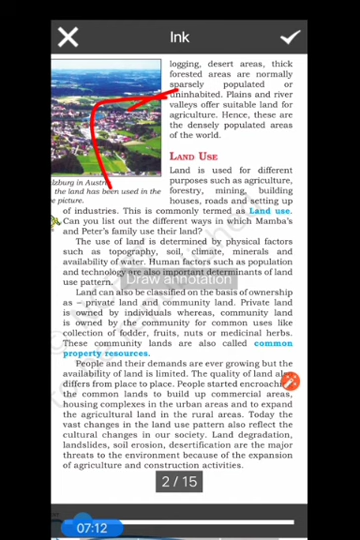 Ink
logging, desert areas, thick
forested areas are normally
sparsely populated or
uninhabited. Plains and river
valleys offer suitable land for
agriculture. Hence, these are
the densely populated areas
of the world.
lzburg in Austria
the land has been used in the
e picture.
LAND USE
Land is used for different
purposes such as agriculture,
forestry, mining, building
houses, roads and setting up
of industries. This is commonly termed as Land use.
Can you list out the different ways in which Mamba's
and Peter's family use their land?
The use of land is determined by physical factors
such as topography, soil, climate, minerals and
availability of water. Human factors such as population
and technology are also important determinants of land
use pattern.
Draw annotation
Land can also be classified on the basis of ownership
as – private land and community land. Private land
is owned by individuals whereas, community land
is owned by the community for common uses like
collection of fodder, fruits, nuts or medicinal herbs.
These community lands are also called common
property resources.
People and their demands are ever growing but the
availability of land is limited. The quality of land also
differs from place to place. People started encroaching
the common lands to build up commercial areas,
housing complexes in the urban areas and to expand
the agricultural land in the rural areas. Today the
vast changes in the land use pattern also reflect the
cultural changes in our society. Land degradation,
landslides, soil erosion, desertification are the major
threats to the environment because of the expansion
of agriculture and construction activities.
2 / 15
07:12